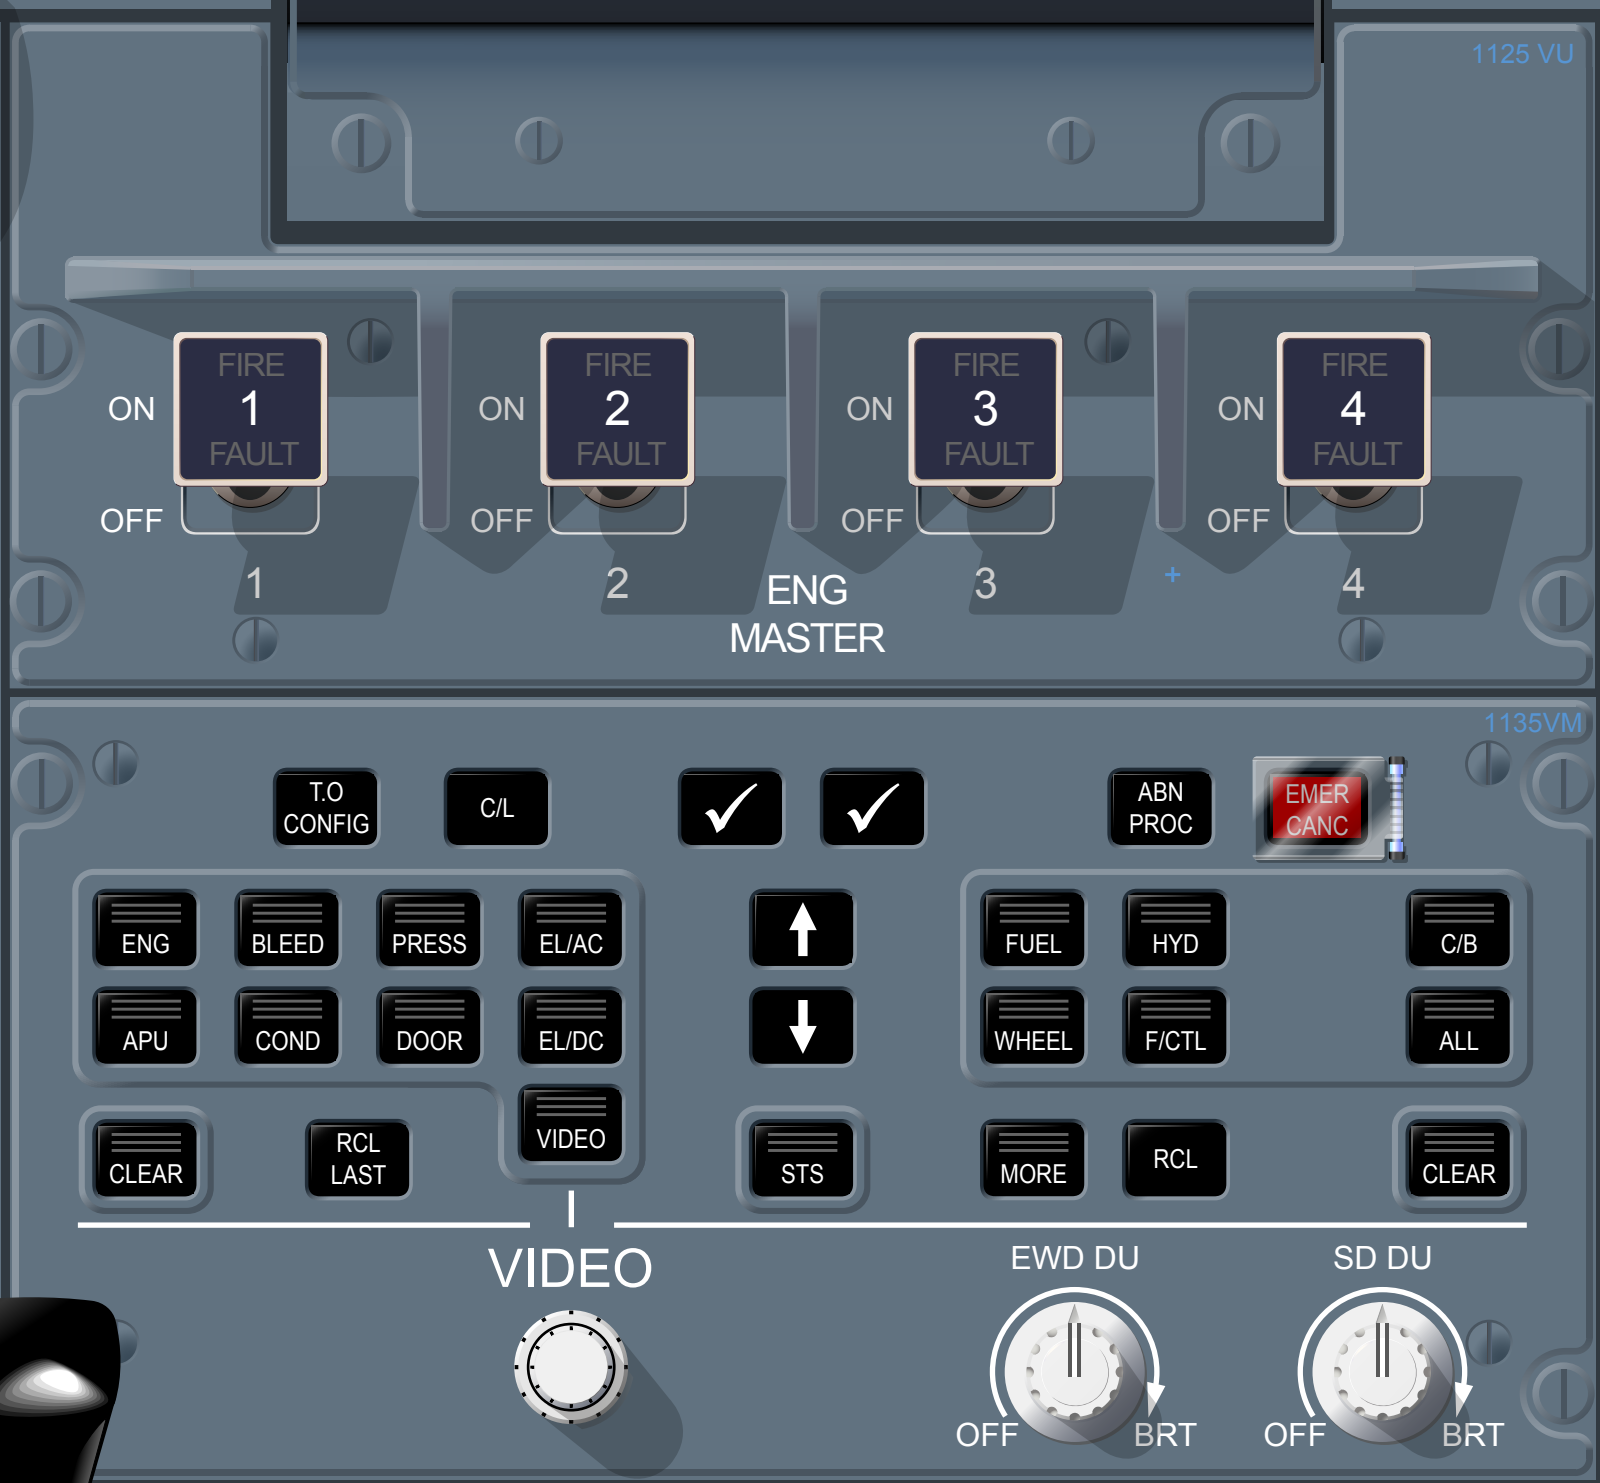 1125 VU
FIRE FIRE FIRE FIRE
ON 1 ON 2 ON 3 ON 4
FAULT FAULT FAULT FAULT
OFF OFF OFF OFF
1 2 3 + 4
ENG
MASTER
1135VM
T.O
CONFIG
C/L
✓ ✓
ABN
PROC
EMER
CANC
ENG BLEED PRESS EL/AC ↑ FUEL HYD C/B
APU COND DOOR EL/DC ↓ WHEEL F/CTL ALL
VIDEO
CLEAR
RCL
LAST
STS MORE RCL CLEAR
VIDEO
EWD DU SD DU
OFF BRT OFF BRT